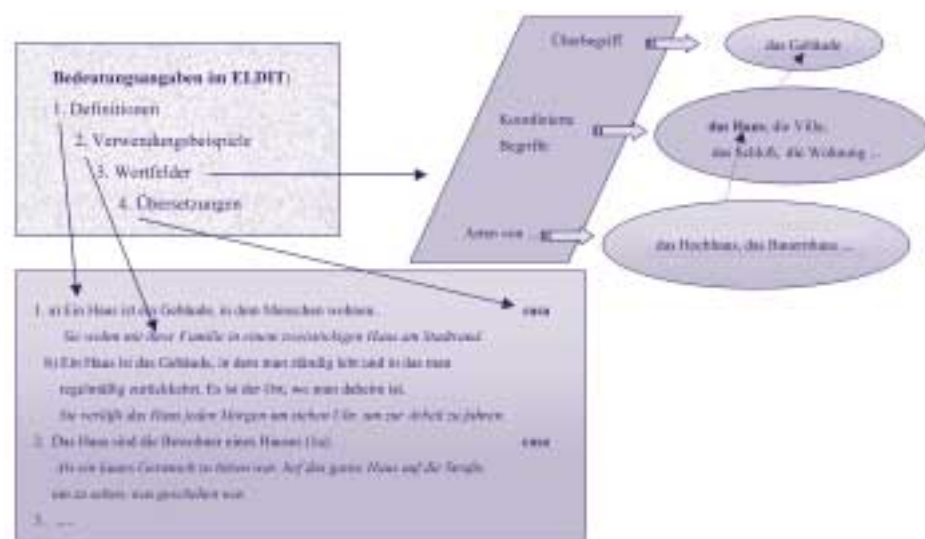 Bedeutungsangaben im ELDIT:
1. Definitionen
2. Verwendungsbeispiele
3. Wortfelder
4. Übersetzungen
Überbegriff
das Gebäude
Koordinierte
Begriffe
das Haus, die Villa,
das Schloß, die Wohnung ...
Arten von ...
das Hochhaus, das Bauernhaus ...
1. a) Ein Haus ist ein Gebäude, in dem Menschen wohnen. casa
Sie wohnt mit ihrer Familie in einem zweistöckigen Haus am Stadtrand.
b) Ein Haus ist das Gebäude, in dem man ständig lebt und in das man
regelmäßig zurückkehrt. Es ist der Ort, wo man daheim ist.
Sie verläßt das Haus jeden Morgen um sieben Uhr, um zur Arbeit zu fahren.
2. Das Haus sind die Bewohner eines Hauses (1a). casa
Als ein lautes Geräusch zu hören war, lief das ganze Haus auf die Straße
um zu sehen, was geschehen war.
3. ....